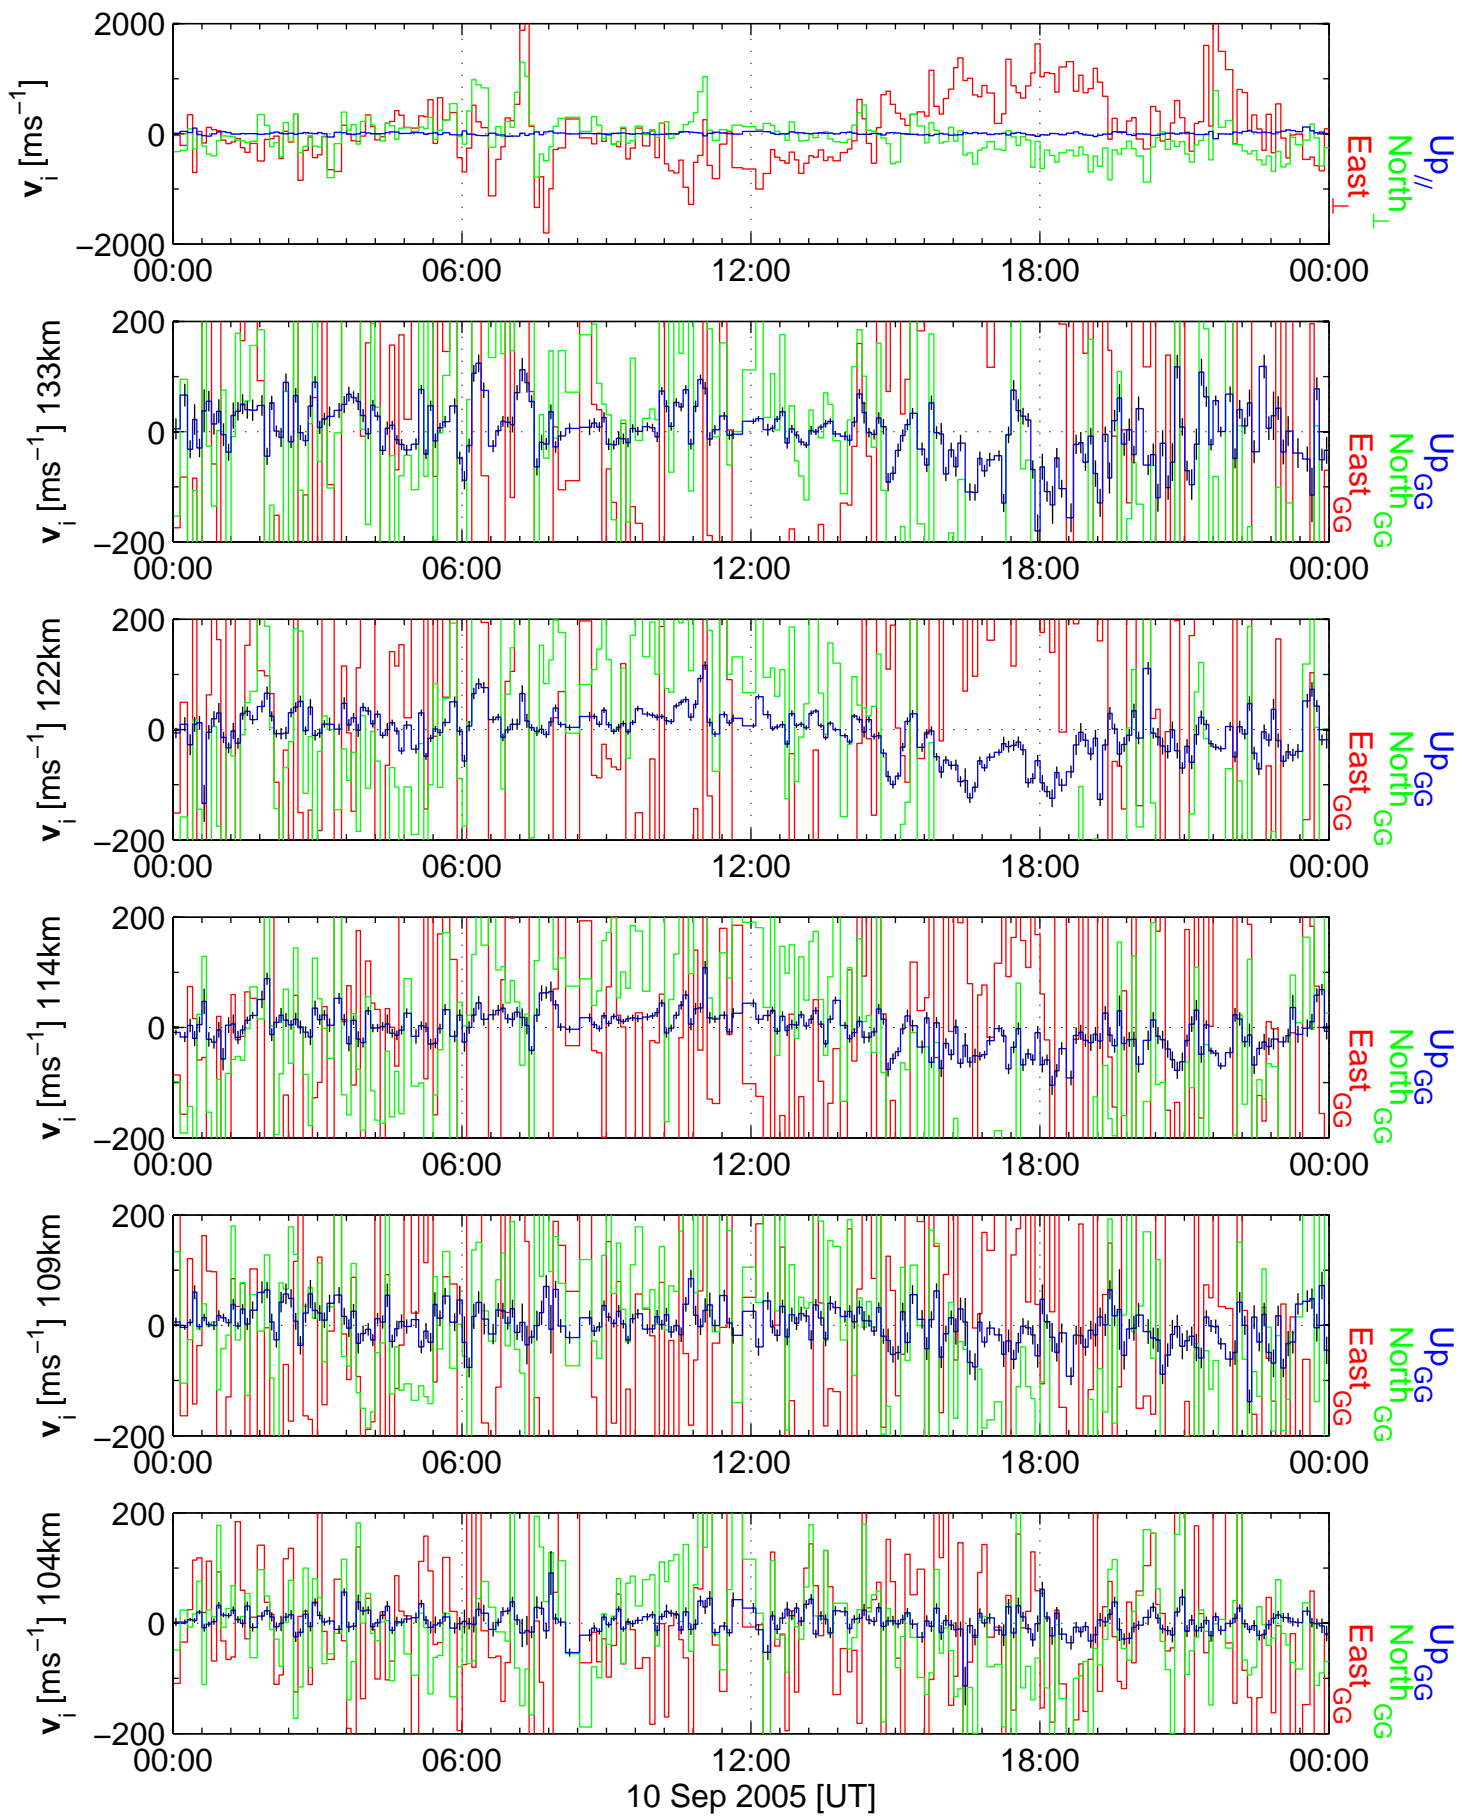 2000
0
−2000
v_i [ms^−1]
00:00 06:00 12:00 18:00 00:00
East_⊥
North_⊥
Up_//
200
0
−200
v_i [ms^−1] 133km
00:00 06:00 12:00 18:00 00:00
East_GG
North_GG
Up_GG
200
0
−200
v_i [ms^−1] 122km
00:00 06:00 12:00 18:00 00:00
East_GG
North_GG
Up_GG
200
0
−200
v_i [ms^−1] 114km
00:00 06:00 12:00 18:00 00:00
East_GG
North_GG
Up_GG
200
0
−200
v_i [ms^−1] 109km
00:00 06:00 12:00 18:00 00:00
East_GG
North_GG
Up_GG
200
0
−200
v_i [ms^−1] 104km
00:00 06:00 12:00 18:00 00:00
East_GG
North_GG
Up_GG
10 Sep 2005 [UT]